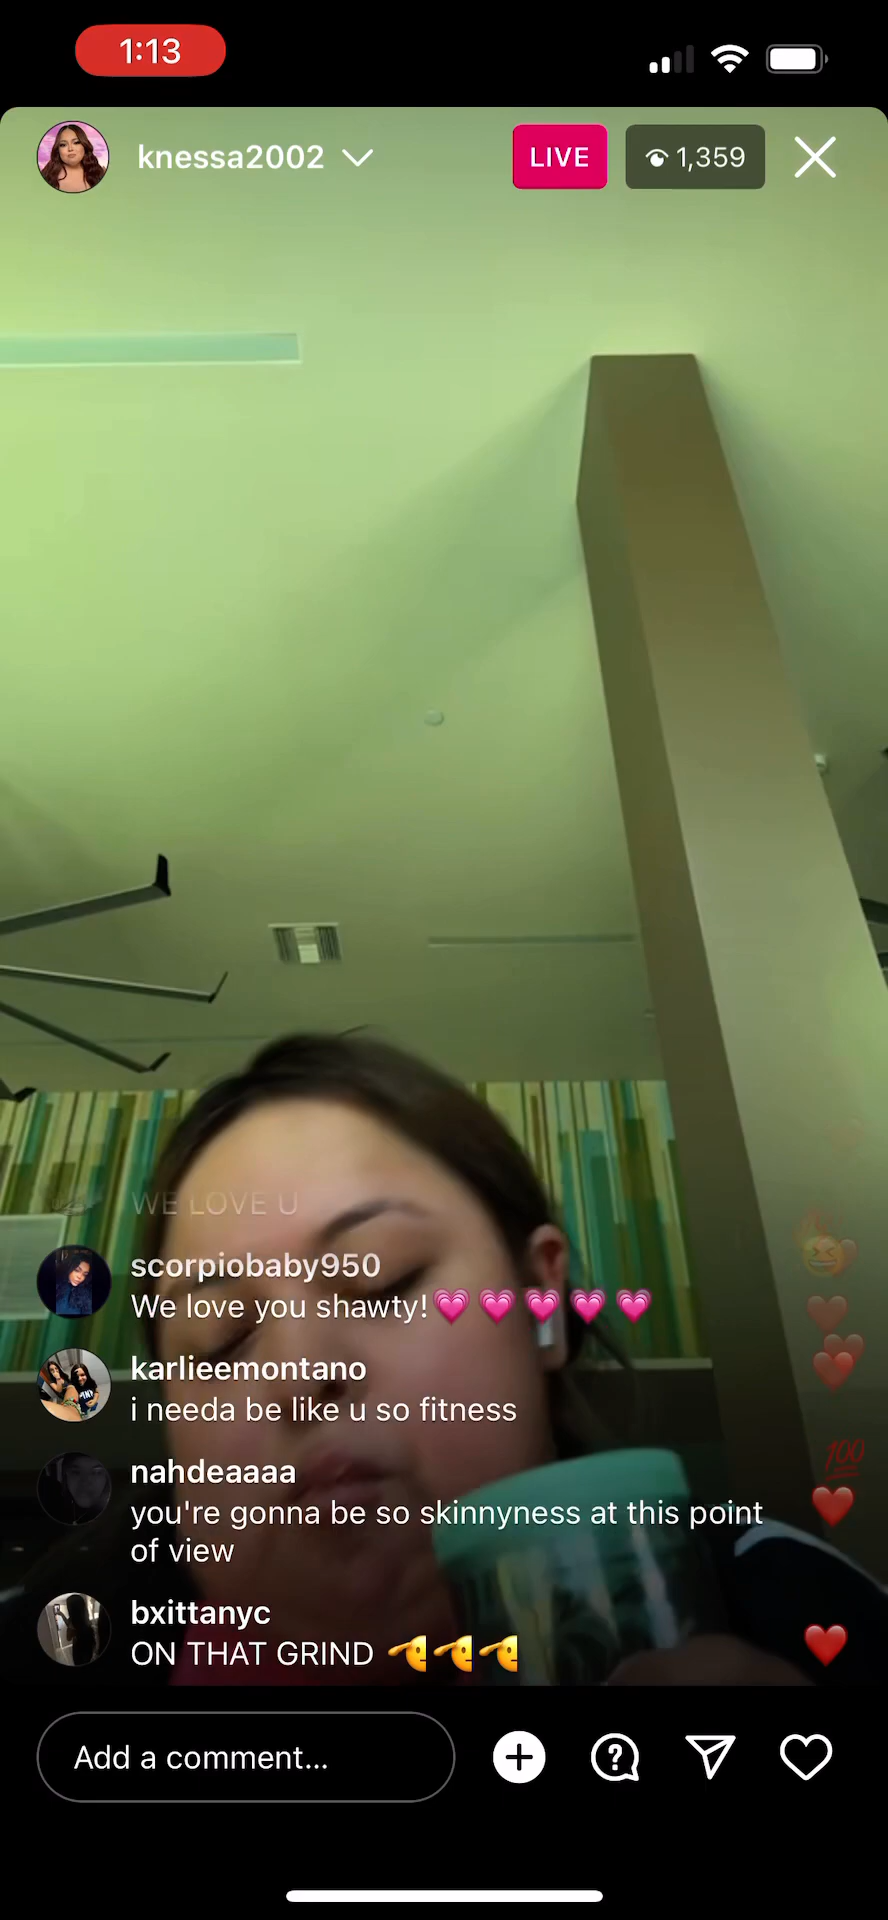 1:13
knessa2002
LIVE
1,359
WE LOVE U
scorpiobaby950
We love you shawty!💗💗💗💗💗
karlieemontano
i needa be like u so fitness
nahdeaaaa
you're gonna be so skinnyness at this point
of view
💯
bxittanyc
ON THAT GRIND 🫡🫡🫡
Add a comment...